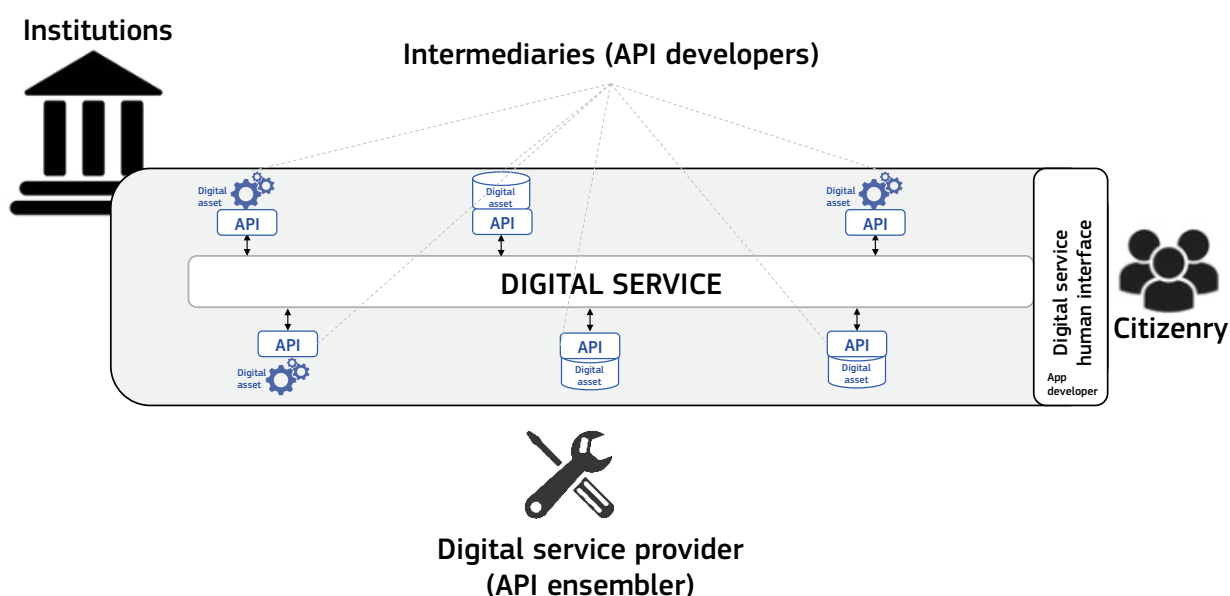 Institutions
Intermediaries (API developers)
Digital
asset
API
Digital
asset
API
Digital
asset
API
DIGITAL SERVICE
API
Digital
asset
API
Digital
asset
API
Digital
asset
Digital service
human interface
App
developer
Citizenry
Digital service provider
(API ensembler)